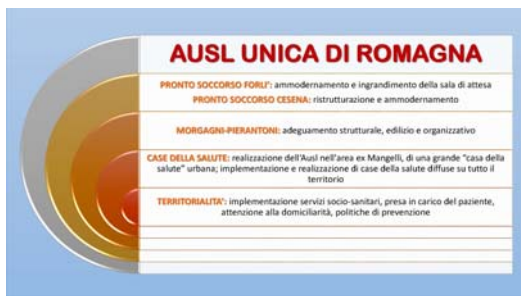 AUSL UNICA DI ROMAGNA
PRONTO SOCCORSO FORLI': ammodernamento e ingrandimento della sala di attesa
PRONTO SOCCORSO CESENA: ristrutturazione e ammodernamento
MORGAGNI-PIERANTONI: adeguamento strutturale, edilizio e organizzativo
CASE DELLA SALUTE: realizzazione dell'Ausl nell'area ex Mangelli, di una grande "casa della
salute" urbana; implementazione e realizzazione di case della salute diffuse su tutto il
territorio
TERRITORIALITA': implementazione servizi socio-sanitari, presa in carico del paziente,
attenzione alla domiciliarità, politiche di prevenzione